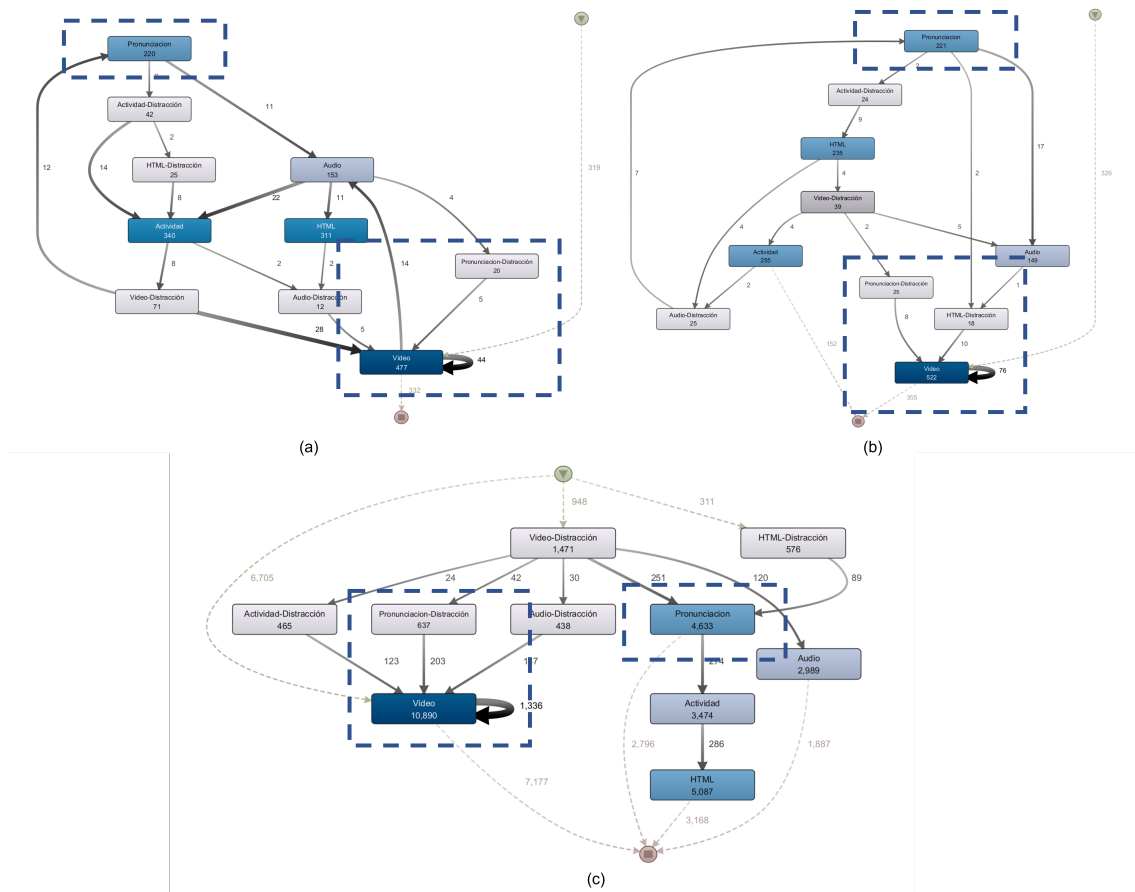 Pronunciacion
220
Actividad-Distracción
42
11
2
12
14
HTML-Distracción
25
Audio
153
319
8
22
11
4
Actividad
340
HTML
311
8
2
2
14
Pronunciacion-Distracción
20
Video-Distracción
71
Audio-Distracción
12
5
28
5
Video
477
44
332
(a)
Pronunciacion
221
2
Actividad-Distracción
24
9
HTML
235
17
7
4
2
326
Video-Distracción
39
4
4
2
5
Actividad
255
Audio
149
2
Pronunciacion-Distracción
25
1
Audio-Distracción
25
8
HTML-Distracción
18
152
10
Video
522
76
355
(b)
948
311
Video-Distracción
1,471
HTML-Distracción
576
6,705
24
42
30
251
120
89
Actividad-Distracción
465
Pronunciacion-Distracción
637
Audio-Distracción
438
Pronunciacion
4,633
123
203
274
Audio
2,989
Video
10,890
1,336
Actividad
3,474
2,796
286
1,887
7,177
HTML
5,087
3,168
(c)